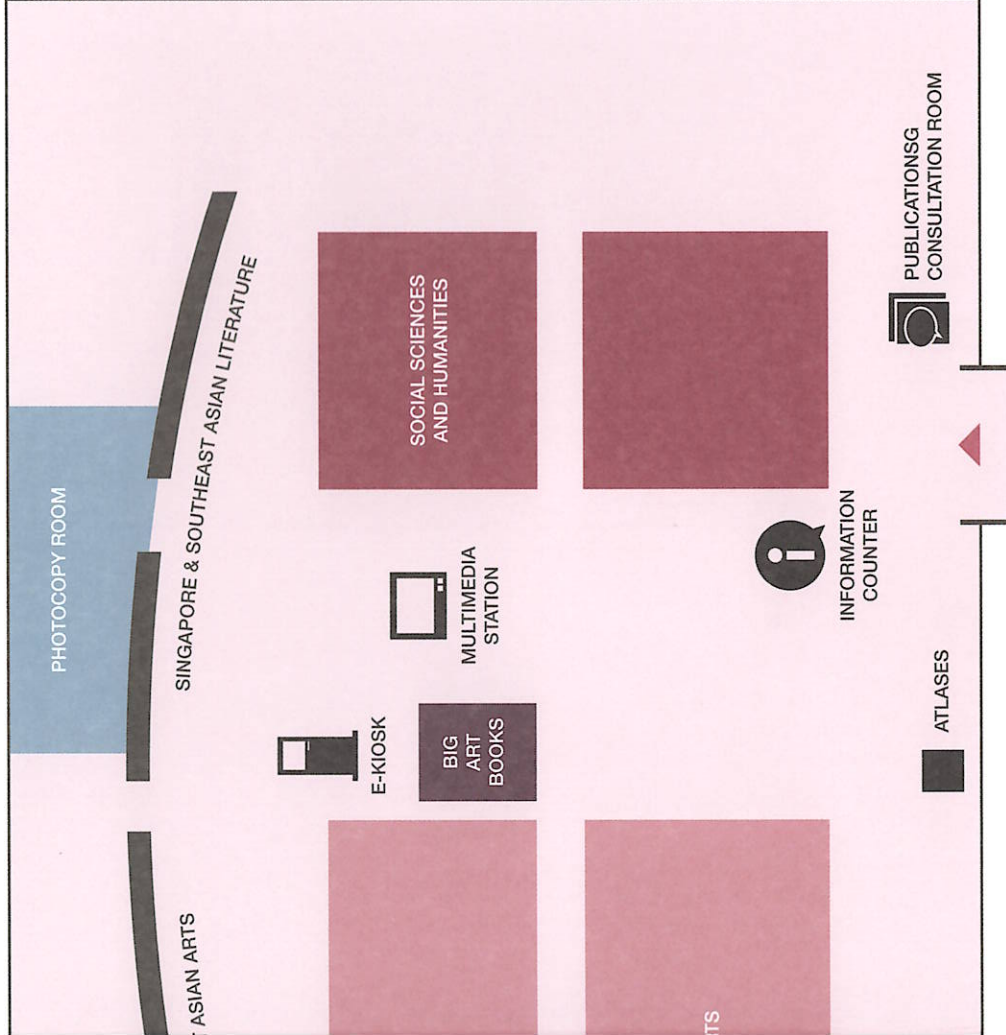 PHOTOCOPY ROOM
ASIAN ARTS
SINGAPORE & SOUTHEAST ASIAN LITERATURE
E-KIOSK
BIG
ART
BOOKS
MULTIMEDIA
STATION
SOCIAL SCIENCES
AND HUMANITIES
INFORMATION
COUNTER
ATLASES
PUBLICATIONSG
CONSULTATION ROOM